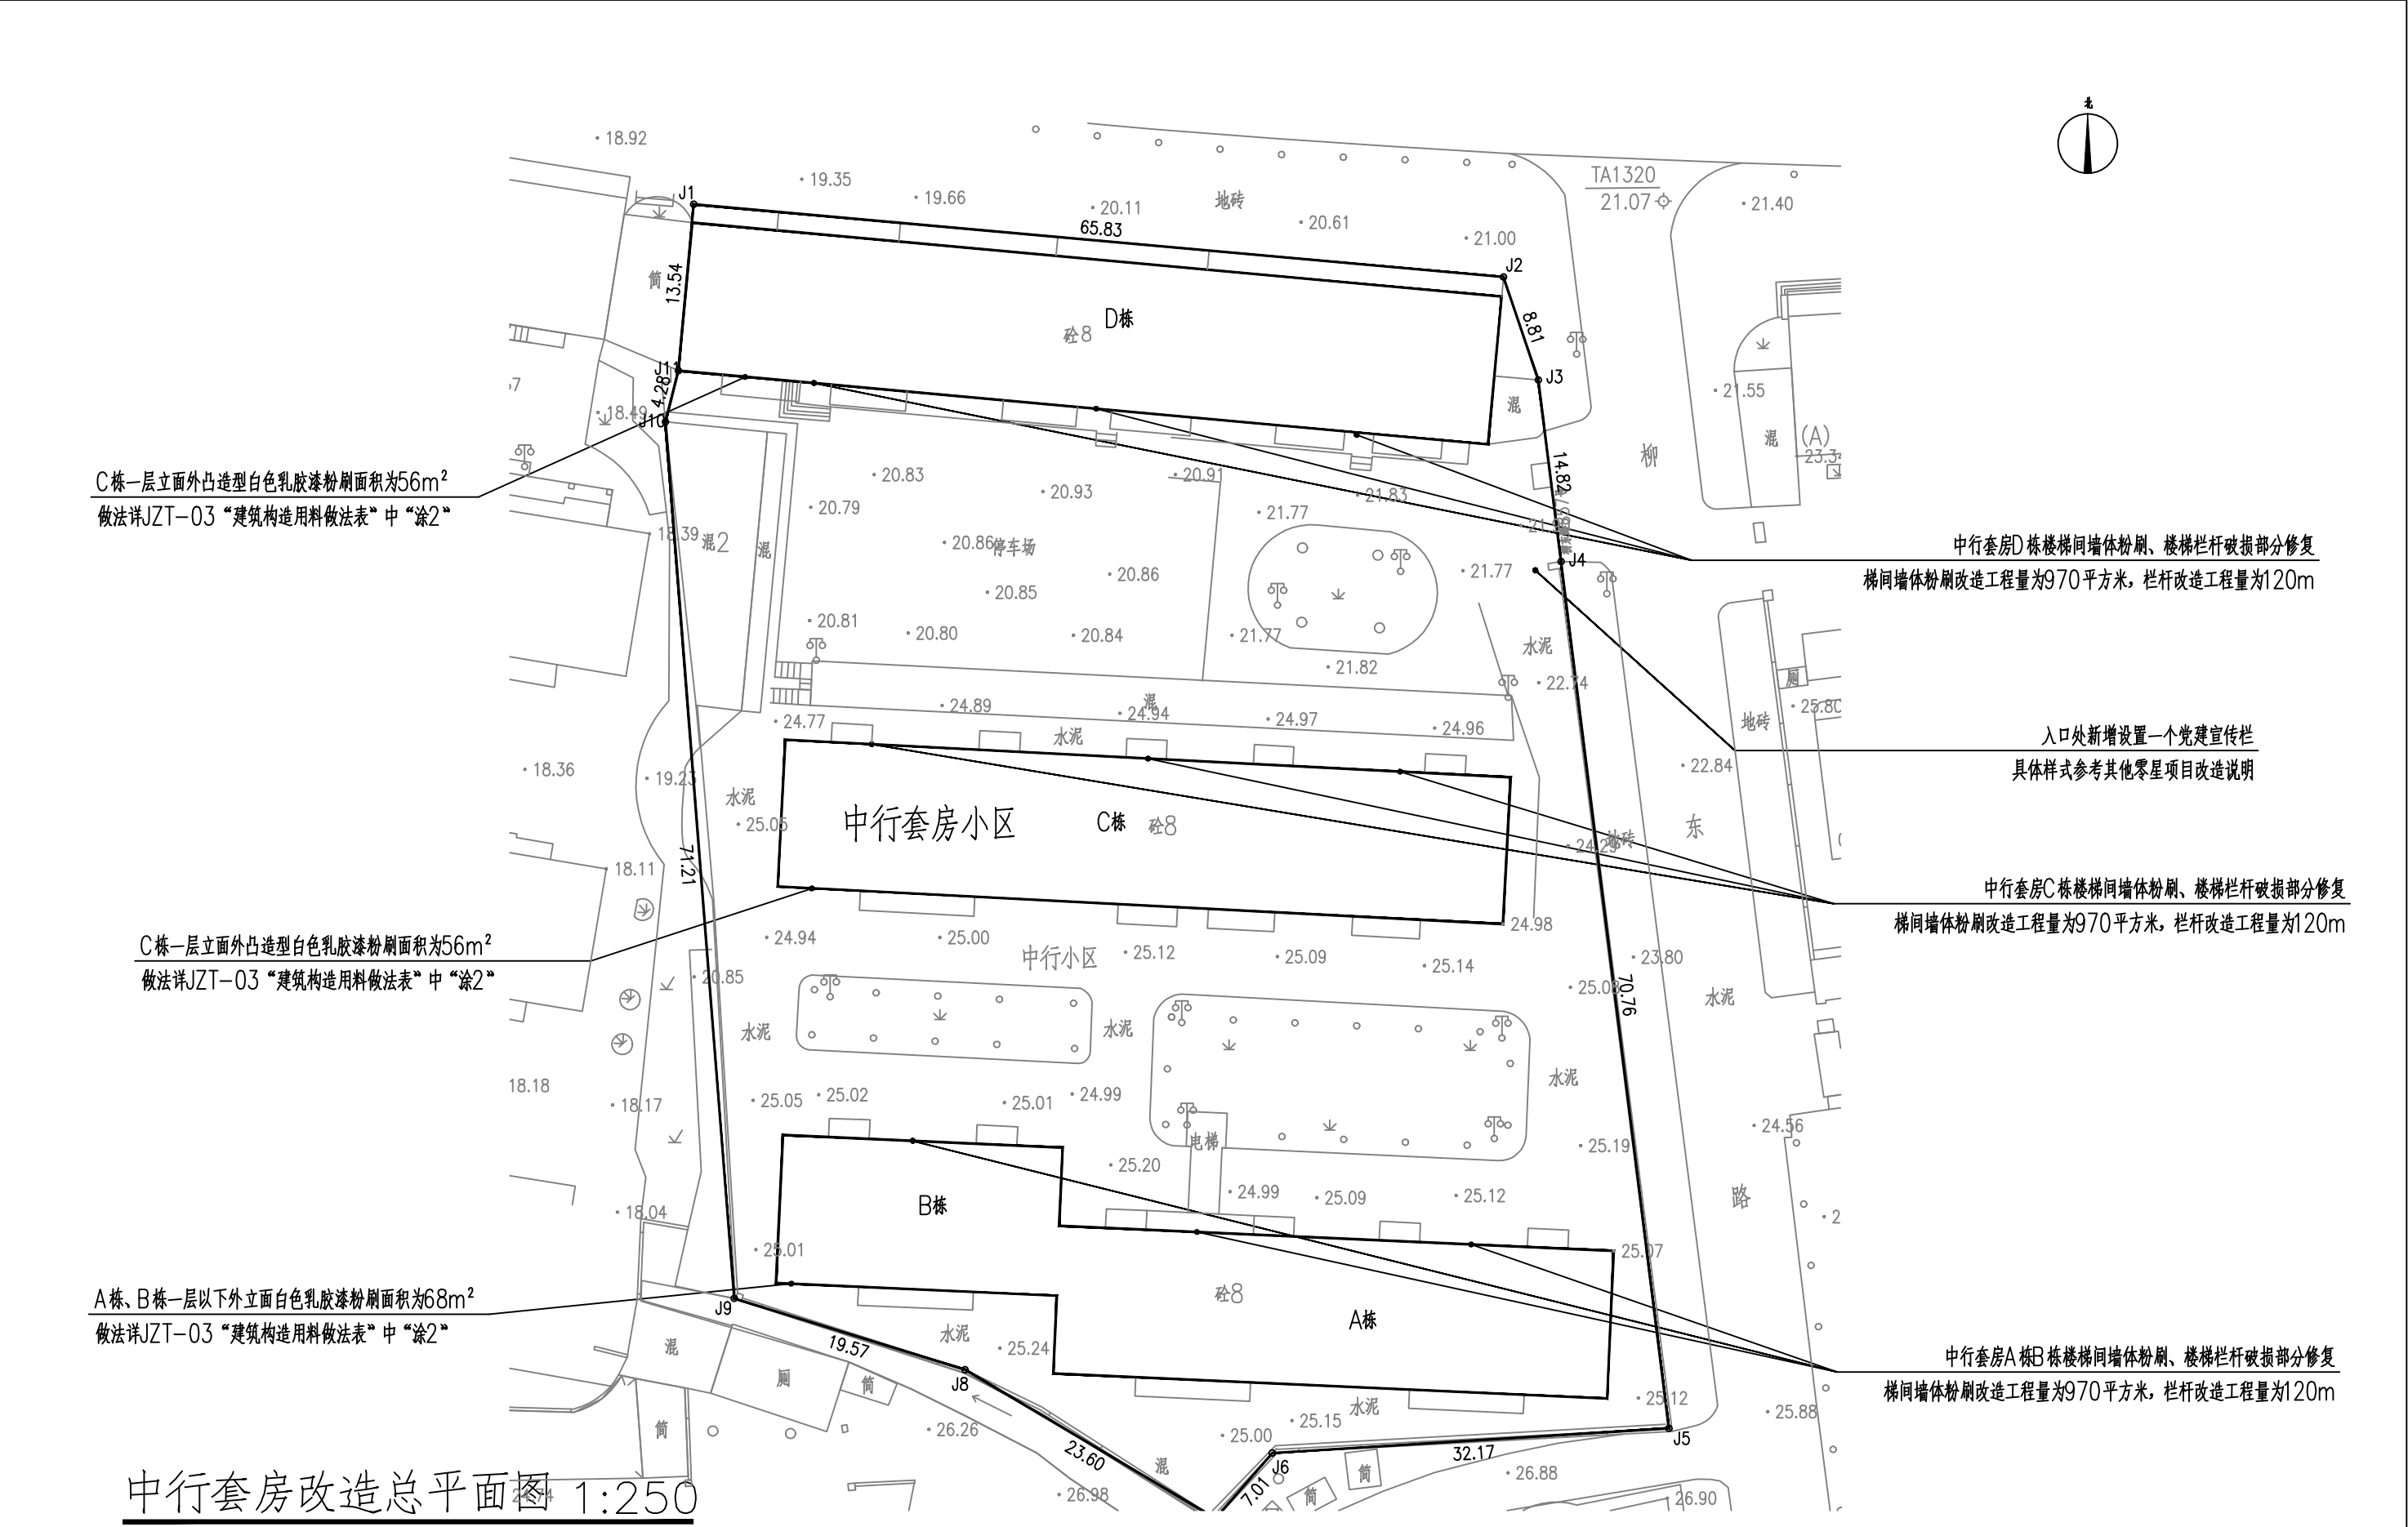 北
18.92
19.35
19.66
20.11
地砖
20.61
21.00
TA1320
21.07
21.40
J1
65.83
J2
简
13.54
D栋
砼8
8.81
J11
4.28
J10
18.49
J3
混
21.55
混
(A)
柳
14.82
C栋一层立面外凸造型白色乳胶漆粉刷面积为56m²
做法详JZT-03“建筑构造用料做法表”中“涂2”
20.83
20.93
20.91
21.83
20.79
21.77
18.39
混2
混
20.86
停车场
20.86
21.77
J4
中行套房D栋楼梯间墙体粉刷、楼梯栏杆破损部分修复
梯间墙体粉刷改造工程量为970平方米，栏杆改造工程量为120m
20.85
20.81
20.80
20.84
21.77
水泥
21.82
22.74
厕
24.89
混
24.94
24.97
24.96
24.77
水泥
25.80
地砖
入口处新增设置一个党建宣传栏
具体样式参考其他零星项目改造说明
18.36
19.23
22.84
水泥
25.05
中行套房小区
C栋
砼8
东
地砖
24.29
71.21
18.11
中行套房C栋楼梯间墙体粉刷、楼梯栏杆破损部分修复
梯间墙体粉刷改造工程量为970平方米，栏杆改造工程量为120m
24.98
C栋一层立面外凸造型白色乳胶漆粉刷面积为56m²
做法详JZT-03“建筑构造用料做法表”中“涂2”
24.94
25.00
中行小区
25.12
25.09
25.14
23.80
20.85
70.76
水泥
水泥
水泥
水泥
18.18
18.17
25.05
25.02
25.01
24.99
24.56
电梯
25.19
25.20
24.99
25.09
25.12
路
18.04
B栋
25.01
25.07
砼8
A栋
A栋、B栋一层以下外立面白色乳胶漆粉刷面积为68m²
做法详JZT-03“建筑构造用料做法表”中“涂2”
J9
19.57
水泥
25.24
混
厕
简
J8
中行套房A栋B栋楼梯间墙体粉刷、楼梯栏杆破损部分修复
梯间墙体粉刷改造工程量为970平方米，栏杆改造工程量为120m
25.12
25.88
水泥
25.15
25.00
简
26.26
23.60
混
J6
32.17
J5
7.01
简
简
26.88
26.98
26.90
24.74
中行套房改造总平面图 1:250